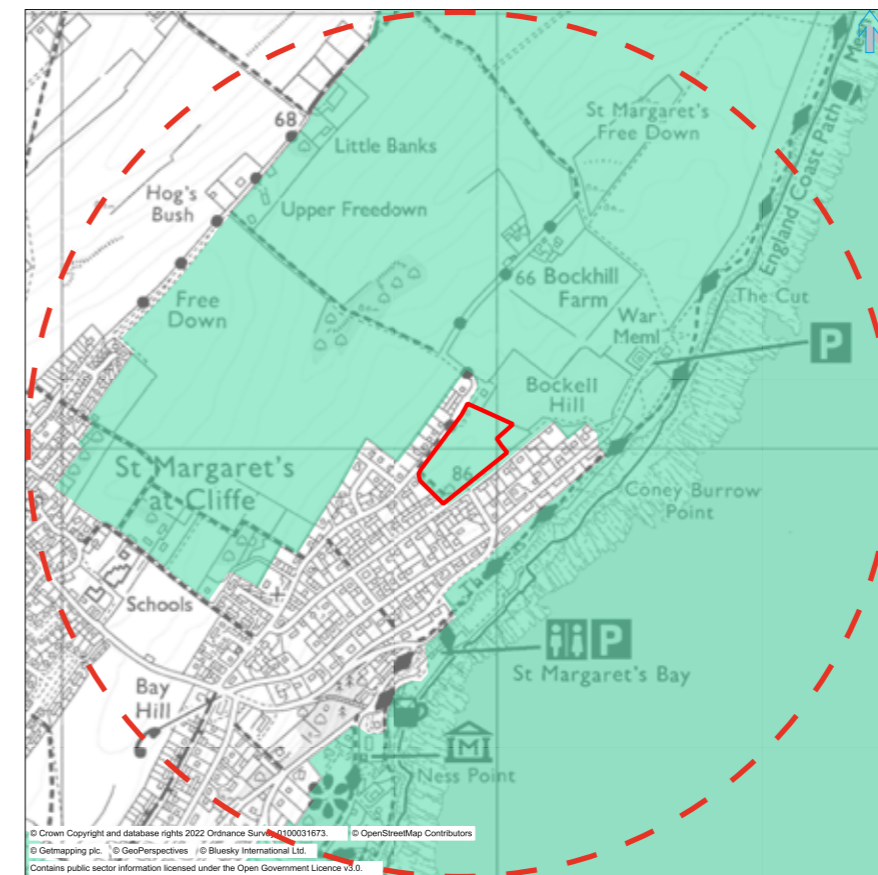 68
Little Banks
St Margaret's
Free Down
Hog's
Bush
Upper Freedown
England Coast Path
66 Bockhill
Farm
The Cut
Free
Down
War
Meml
P
Bockell
Hill
St Margaret's
at Cliffe
86
Coney Burrow
Point
Schools
P
St Margaret's Bay
Bay
Hill
M
Ness Point
© Crown Copyright and database rights 2022 Ordnance Survey 0100031673. © OpenStreetMap Contributors
© Getmapping plc. © GeoPerspectives © Bluesky International Ltd.
Contains public sector information licensed under the Open Government Licence v3.0.